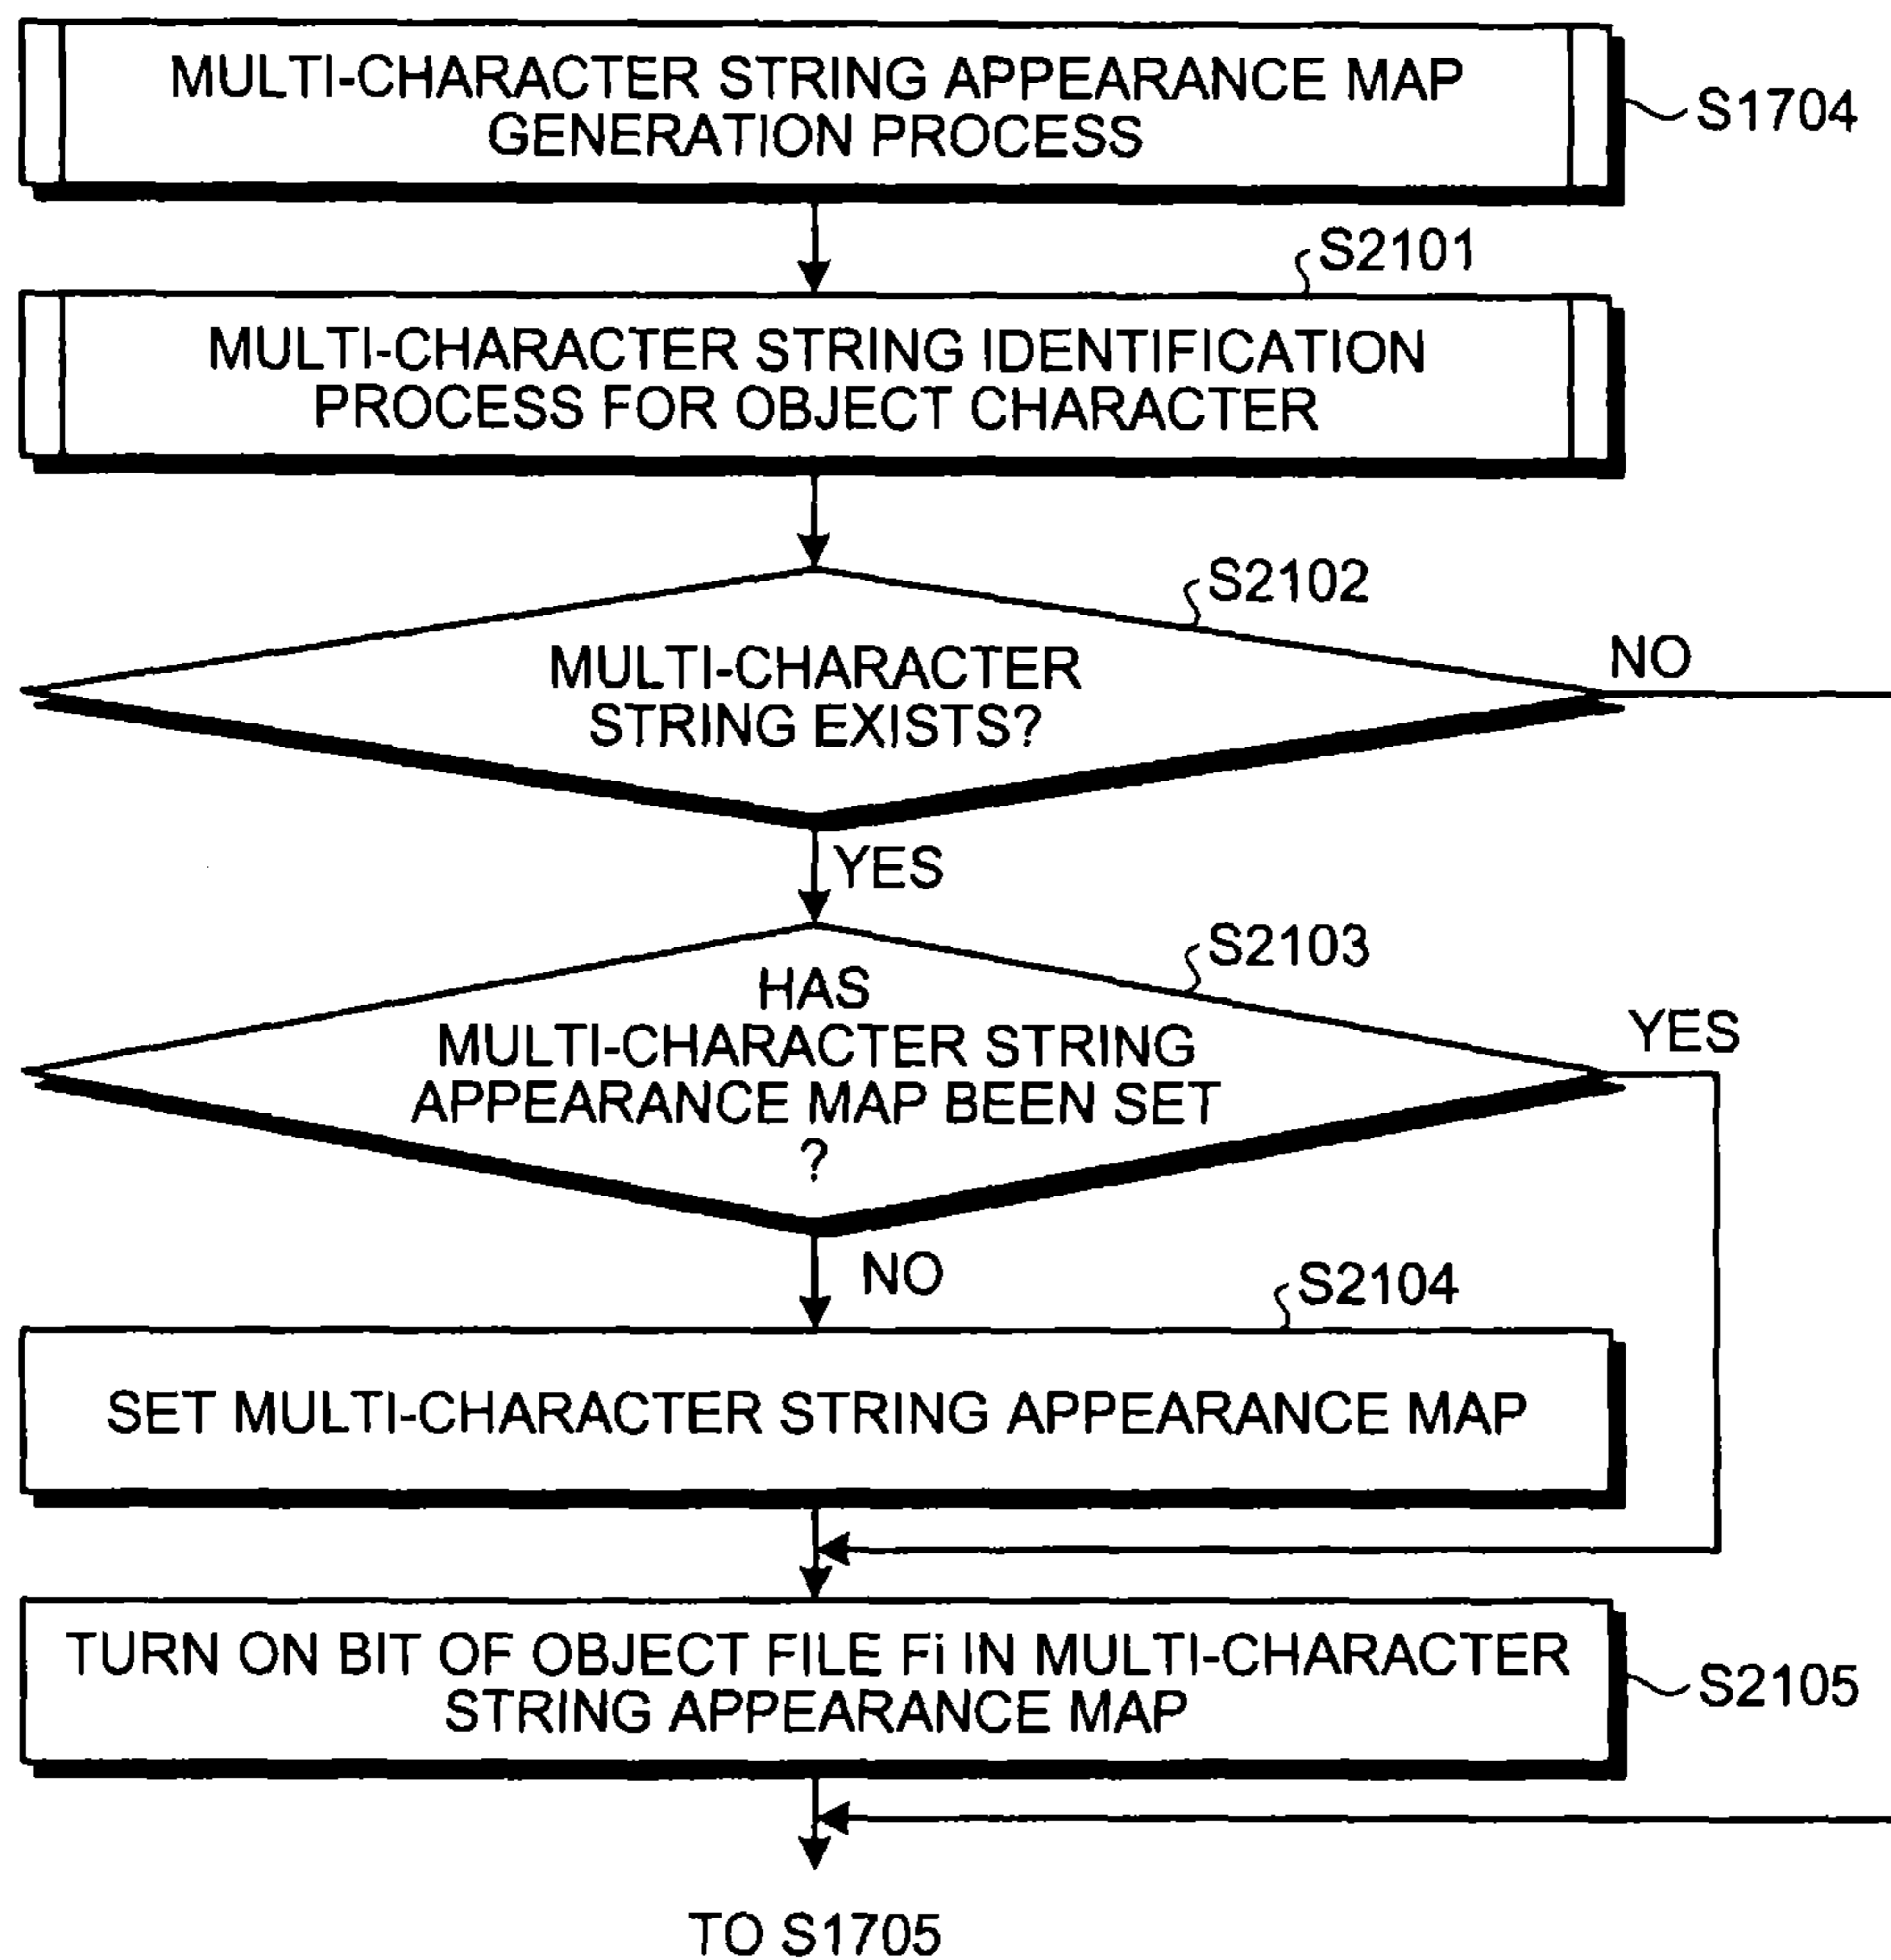 MULTI-CHARACTER STRING APPEARANCE MAP
GENERATION PROCESS
S1704
S2101
MULTI-CHARACTER STRING IDENTIFICATION
PROCESS FOR OBJECT CHARACTER
S2102
MULTI-CHARACTER
STRING EXISTS?
NO
YES
S2103
HAS
MULTI-CHARACTER STRING
APPEARANCE MAP BEEN SET
?
YES
NO
S2104
SET MULTI-CHARACTER STRING APPEARANCE MAP
TURN ON BIT OF OBJECT FILE Fi IN MULTI-CHARACTER
STRING APPEARANCE MAP
S2105
TO S1705